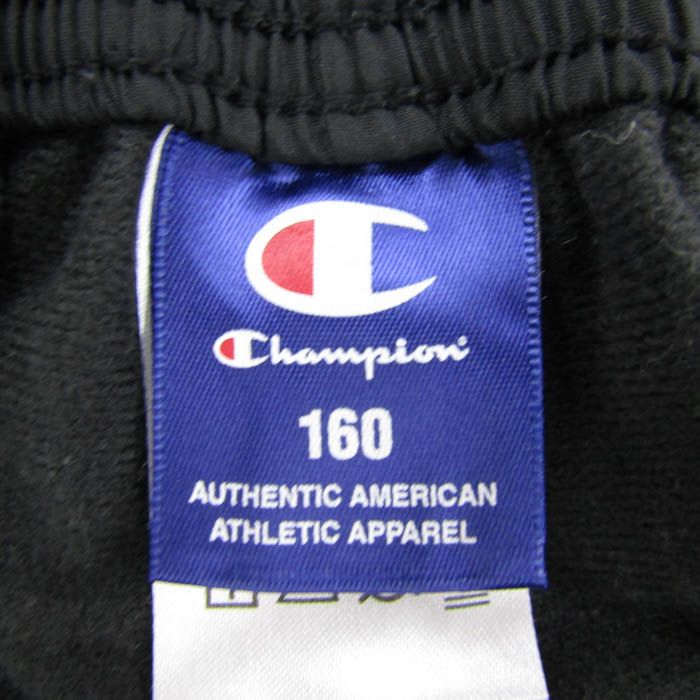 Champion
160
AUTHENTIC AMERICAN
ATHLETIC APPAREL